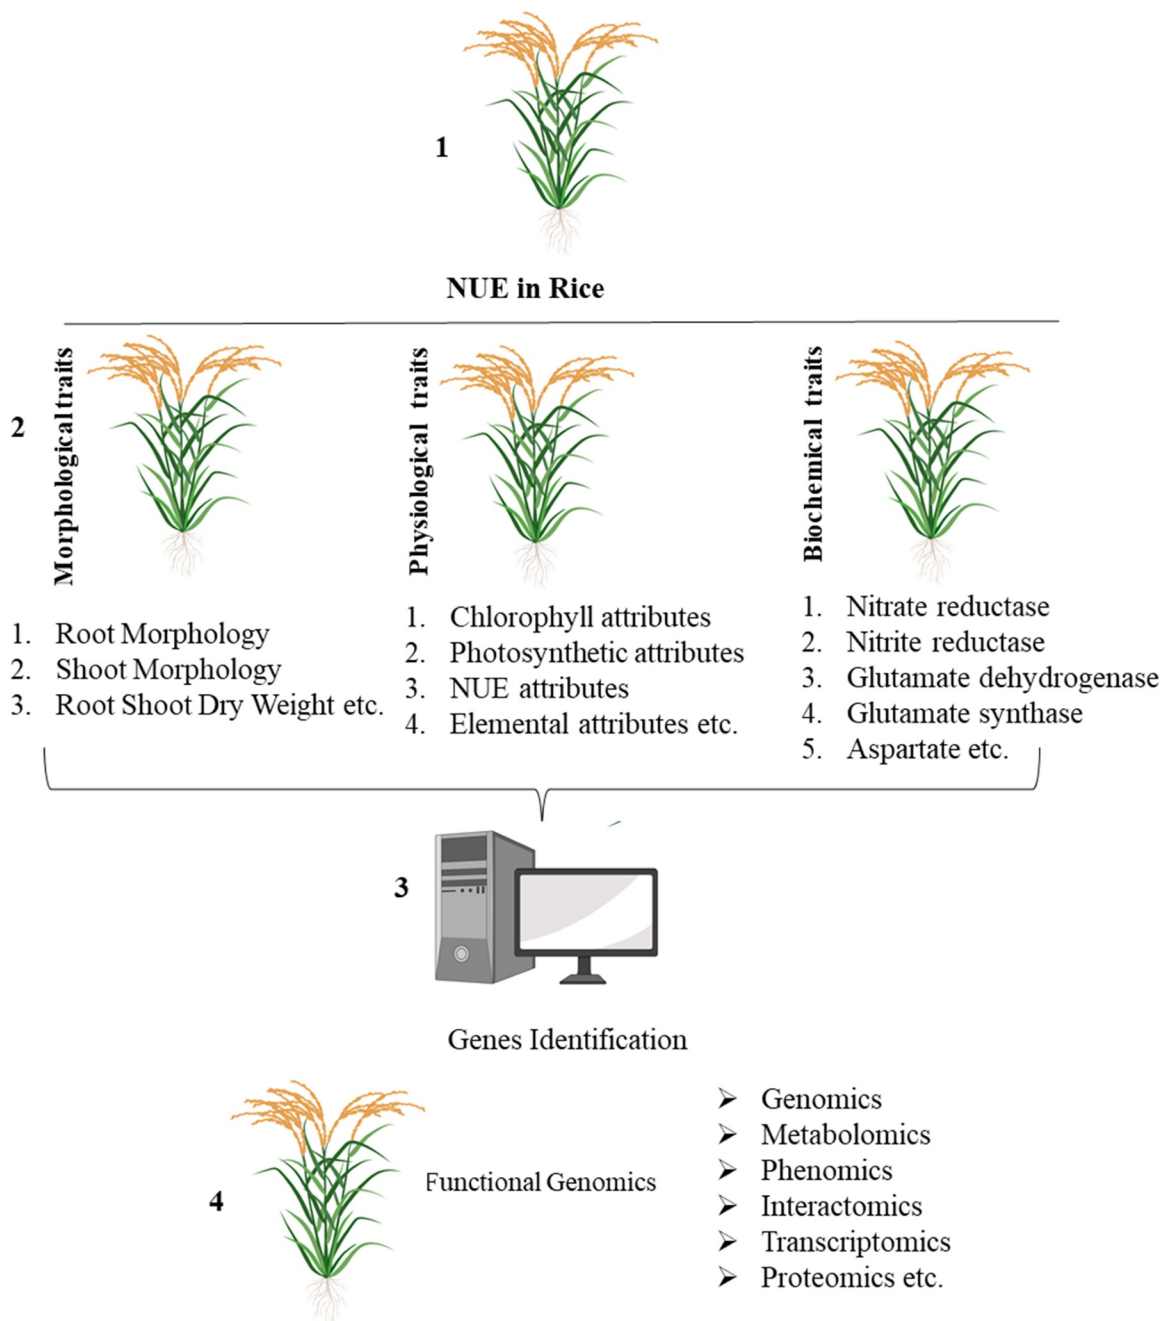 1
NUE in Rice
2
Morphological traits
1. Root Morphology
2. Shoot Morphology
3. Root Shoot Dry Weight etc.
Physiological traits
1. Chlorophyll attributes
2. Photosynthetic attributes
3. NUE attributes
4. Elemental attributes etc.
Biochemical traits
1. Nitrate reductase
2. Nitrite reductase
3. Glutamate dehydrogenase
4. Glutamate synthase
5. Aspartate etc.
3
Genes Identification
4
Functional Genomics
➢ Genomics
➢ Metabolomics
➢ Phenomics
➢ Interactomics
➢ Transcriptomics
➢ Proteomics etc.